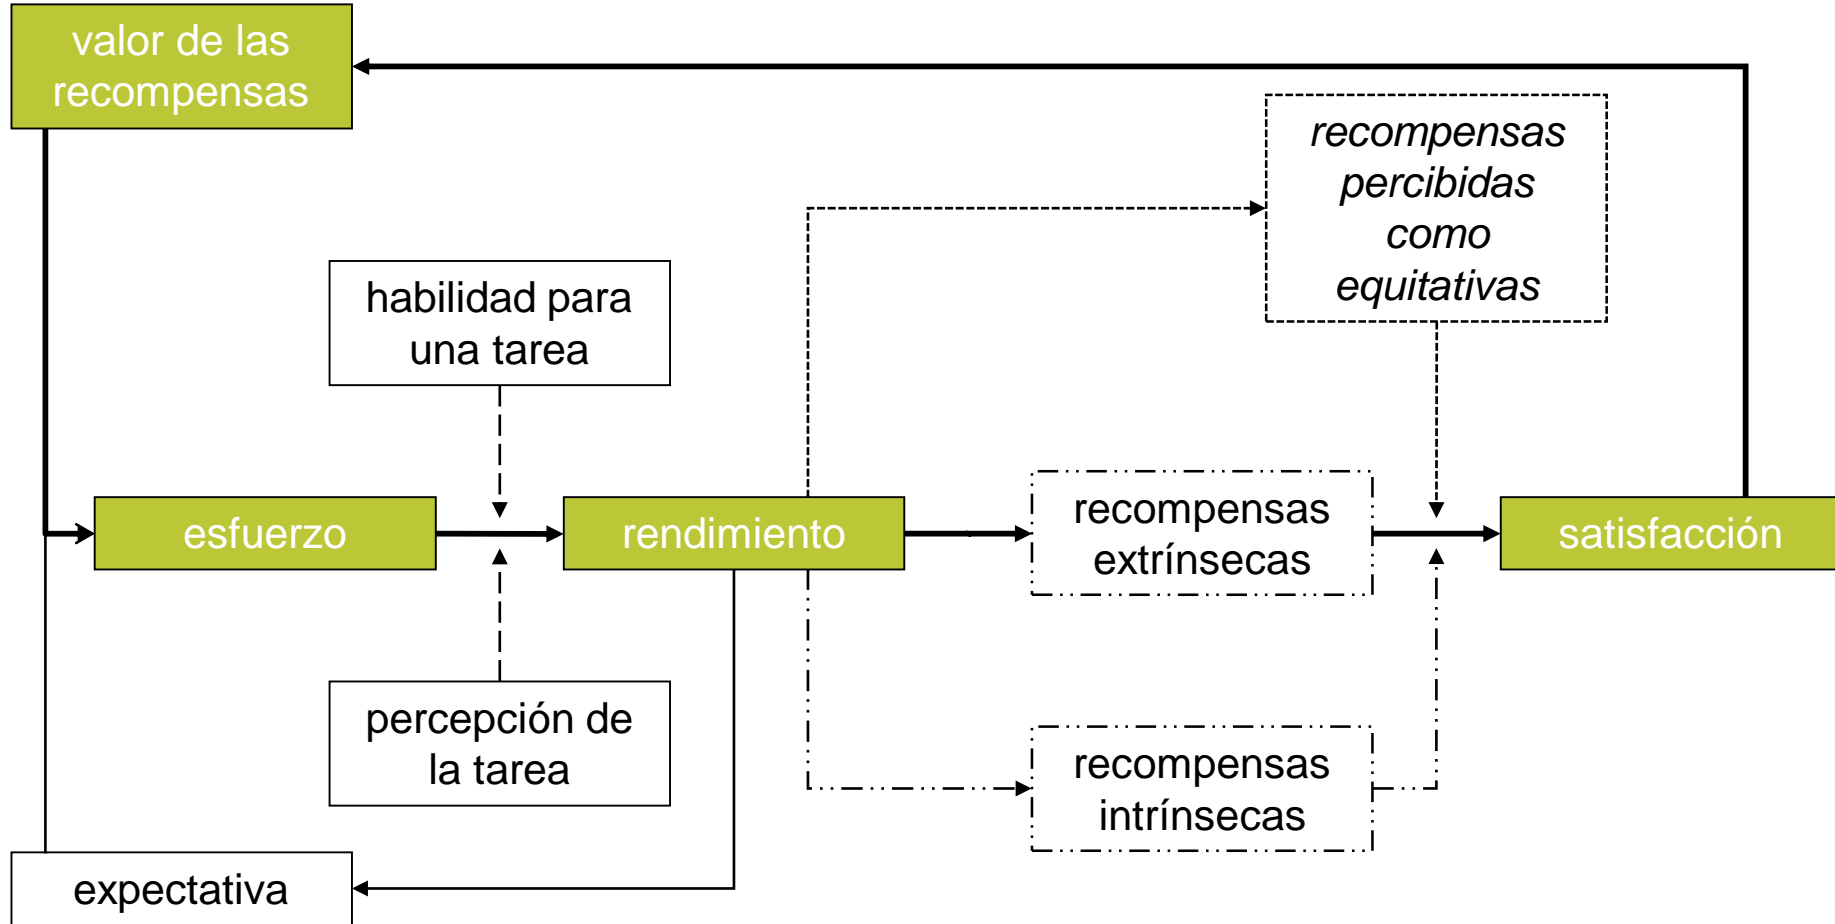 valor de las
recompensas
recompensas
percibidas
como
equitativas
habilidad para
una tarea
esfuerzo
rendimiento
recompensas
extrínsecas
satisfacción
percepción de
la tarea
recompensas
intrínsecas
expectativa